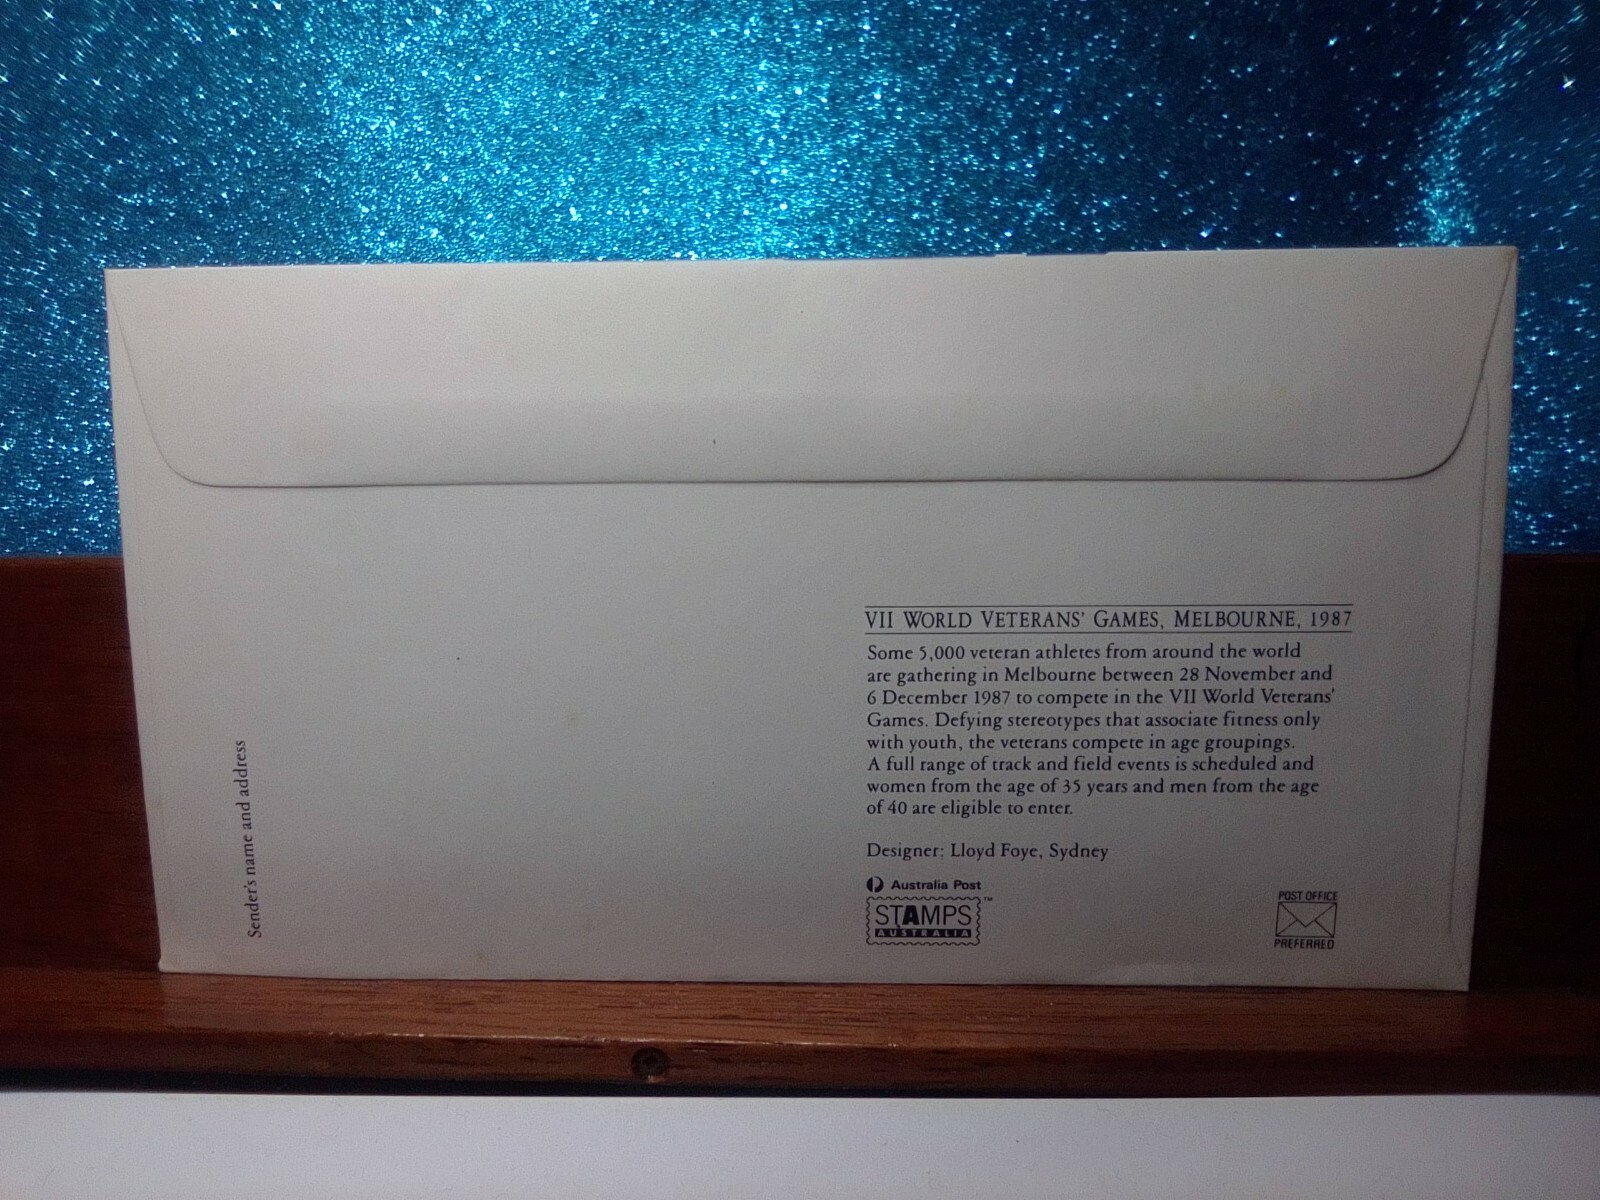 VII WORLD VETERANS' GAMES, MELBOURNE, 1987
Some 5,000 veteran athletes from around the world
are gathering in Melbourne between 28 November and
6 December 1987 to compete in the VII World Veterans'
Games. Defying stereotypes that associate fitness only
with youth, the veterans compete in age groupings.
A full range of track and field events is scheduled and
women from the age of 35 years and men from the age
of 40 are eligible to enter.
Designer: Lloyd Foye, Sydney
Australia Post
STAMPS™
AUSTRALIA
POST OFFICE
PREFERRED
Sender's name and address